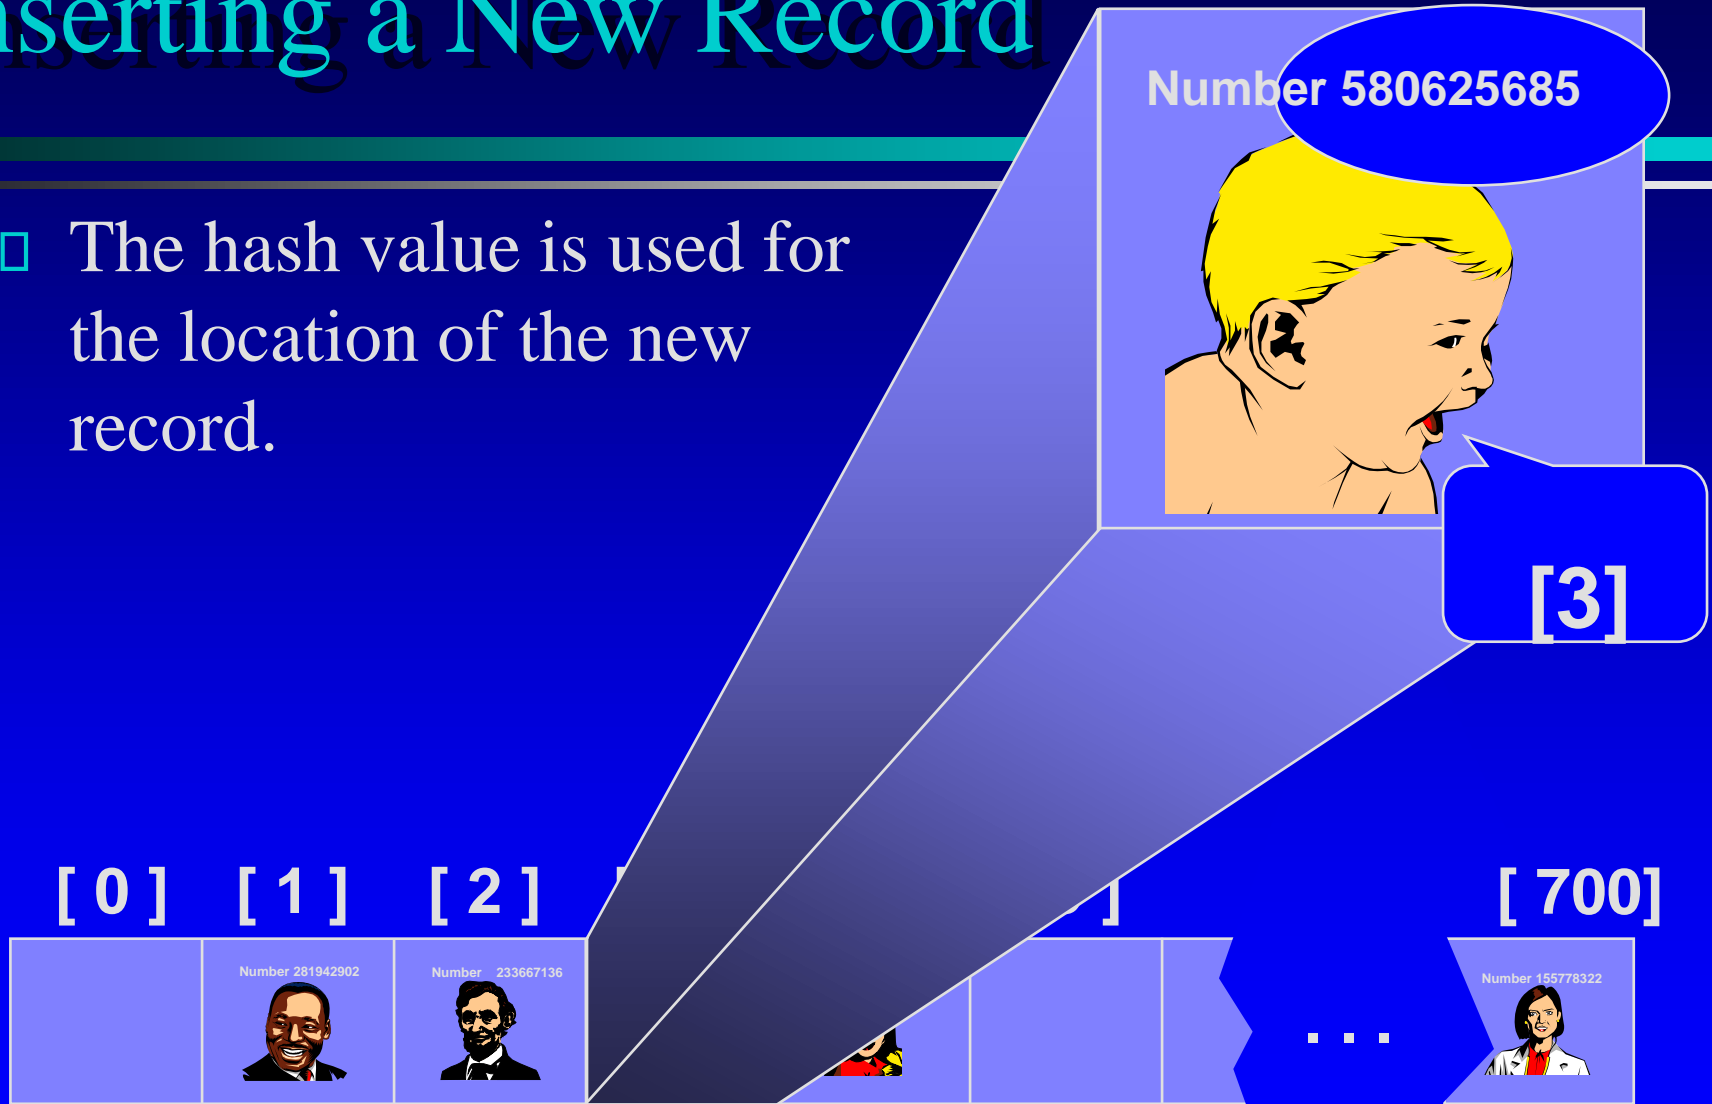 nserting a New Record
Number 580625685
The hash value is used for
the location of the new
record.
[3]
[ 0 ] [ 1 ] [ 2 ] [ ] [ 700]
Number 281942902
Number 233667136
Number 155778322
. . .